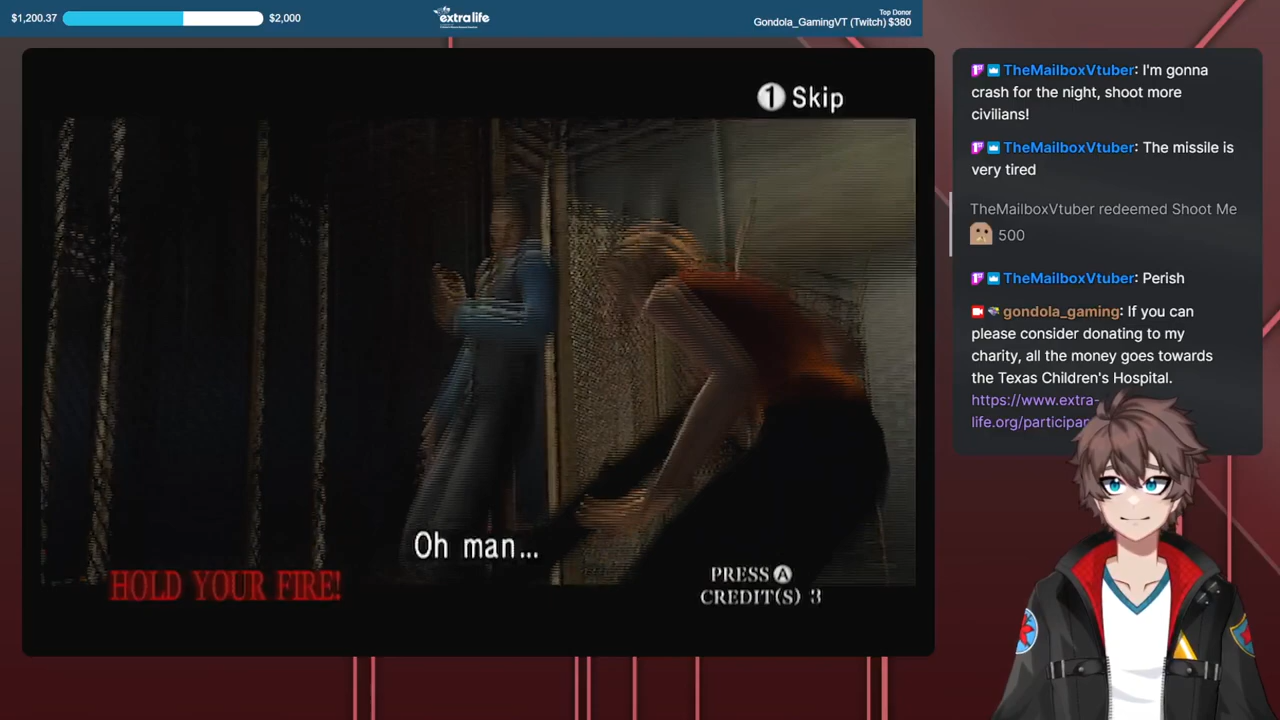 $1,200.37
$2,000
extralife
Top Donor
Gondola_GamingVT (Twitch) $380
1 Skip
Oh man...
HOLD YOUR FIRE!
PRESS A
CREDIT(S) 3
TheMailboxVtuber: I'm gonna
crash for the night, shoot more
civilians!
TheMailboxVtuber: The missile is
very tired
TheMailboxVtuber redeemed Shoot Me
500
TheMailboxVtuber: Perish
gondola_gaming: If you can
please consider donating to my
charity, all the money goes towards
the Texas Children's Hospital.
https://www.extra-
life.org/participan